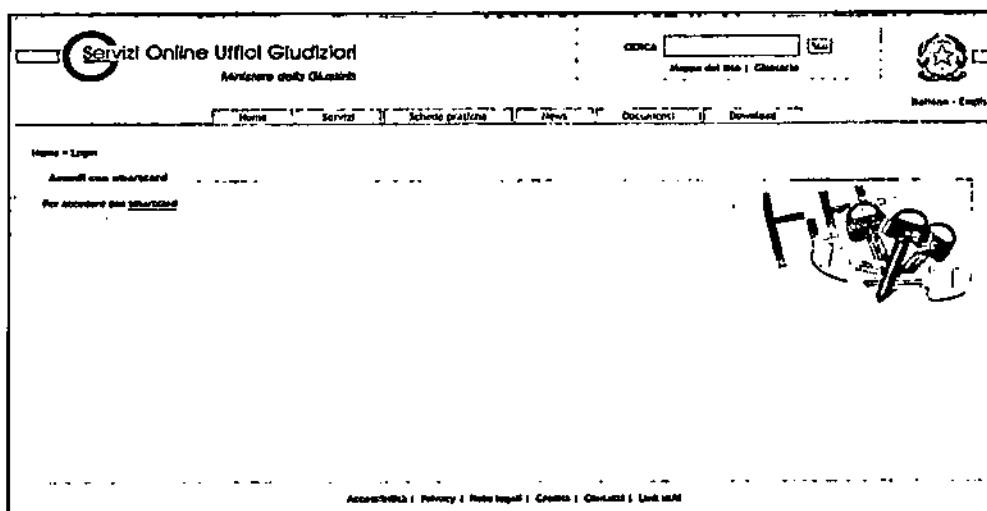 Servizi Online Uffici Giudiziari
Ministero della Giustizia
CERCA
Mappa del sito | Glossario
Italiano - English
Home
Servizi
Schede pratiche
News
Documenti
Download
Home » Login
Accedi con smartcard
Per accedere con smartcard
Accessibilità | Privacy | Note legali | Credits | Contatti | Link utili